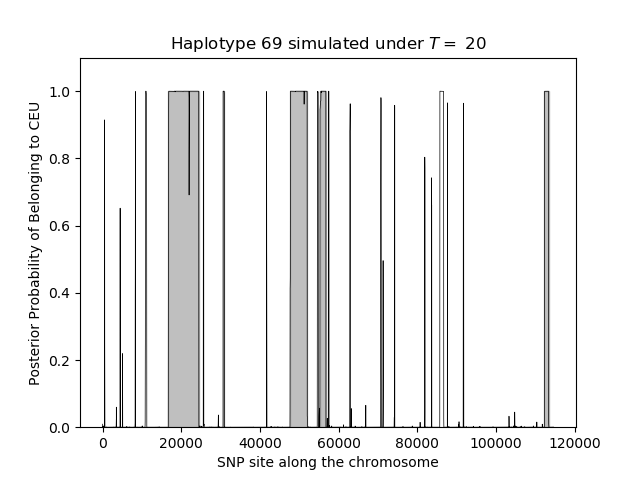 Haplotype 69 simulated under T = 20
Posterior Probability of Belonging to CEU
1.0
0.8
0.6
0.4
0.2
0.0
0 20000 40000 60000 80000 100000 120000
SNP site along the chromosome